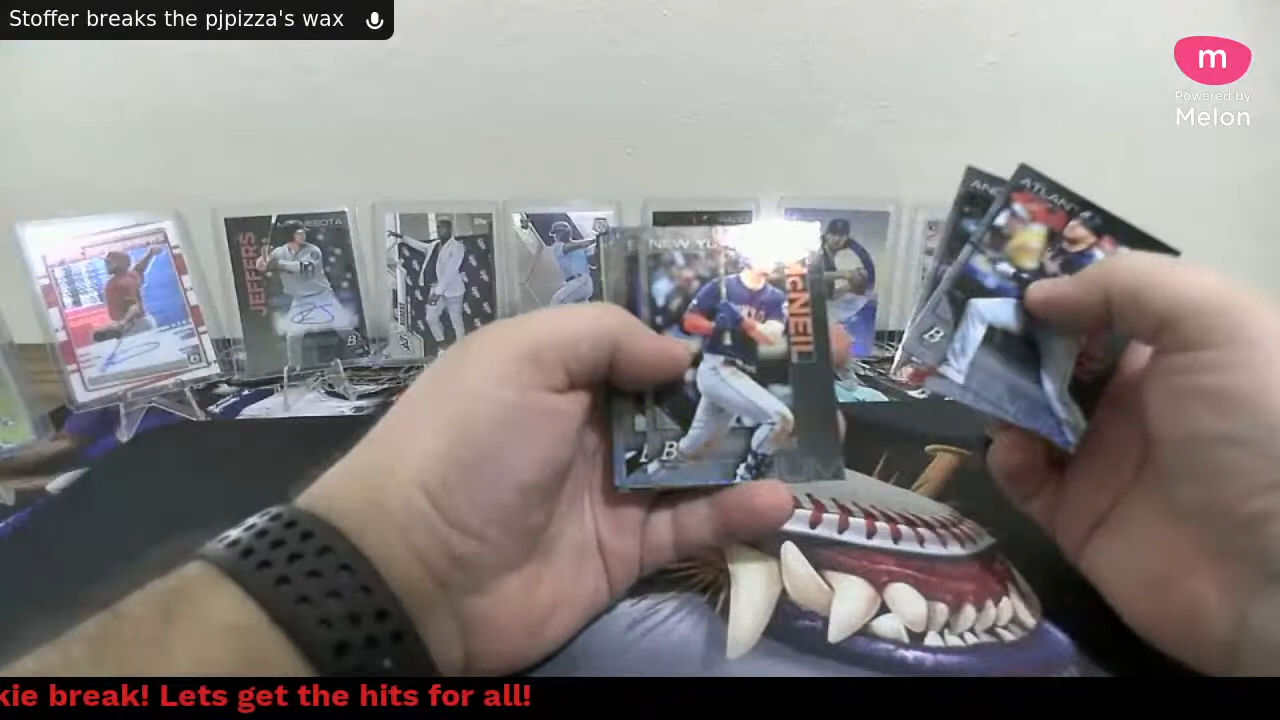 Stoffer breaks the pjpizza's wax
m
Powered by
Melon
JEFFERS
NEW YO
McNEIL
ATLANTA
B
B
B
kie break! Lets get the hits for all!